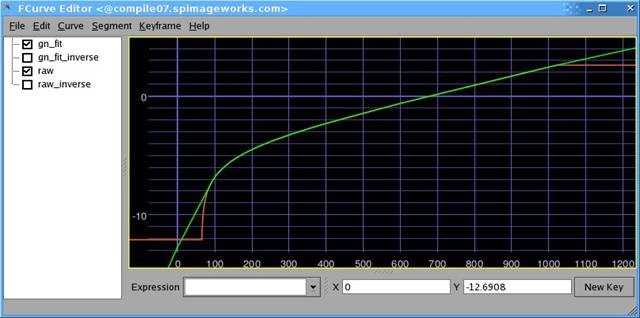 FCurve Editor <@compile07.spimageworks.com>
File Edit Curve Segment Keyframe Help
gn_fit
gn_fit_inverse
raw
raw_inverse
0
-10
0 100 200 300 400 500 600 700 800 900 1000 1100 1200
Expression X 0 Y -12.6908 New Key